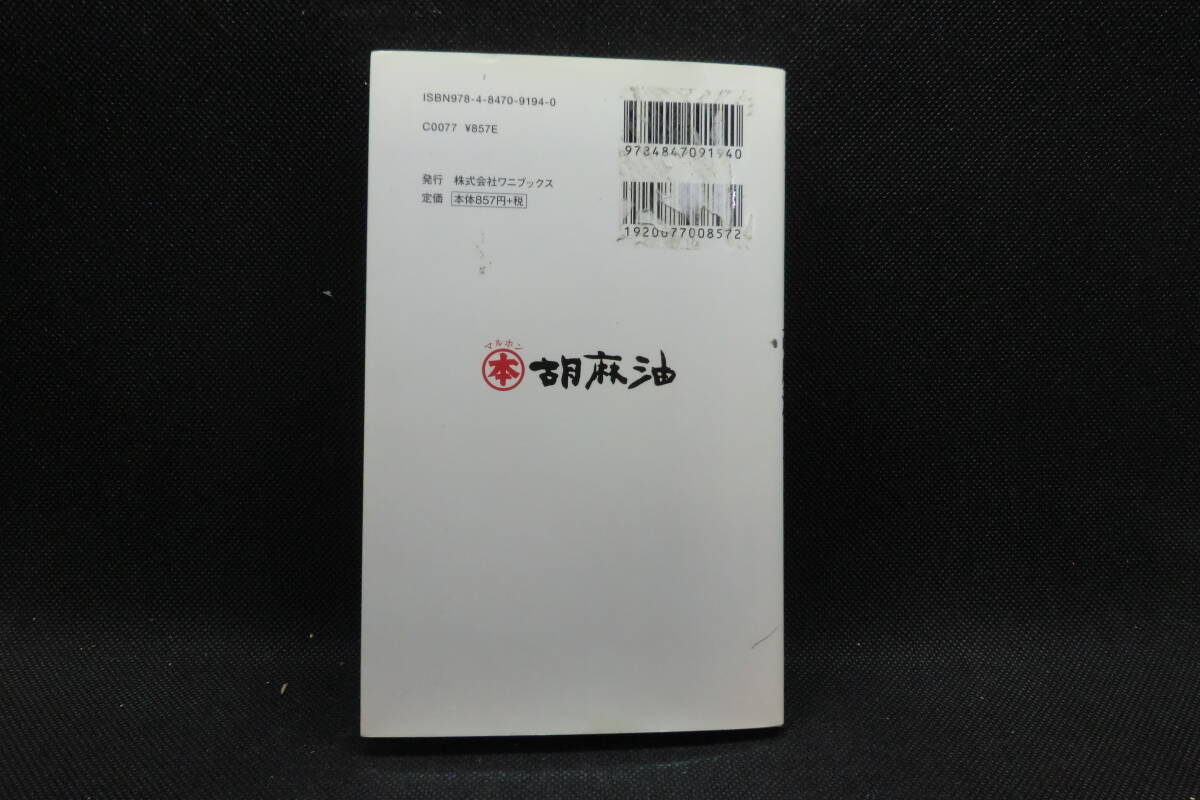 ISBN978-4-8470-9194-0
C0077 ¥857E
発行 株式会社ワニブックス
定価 本体857円+税
9784847091940
1920077008572
マルホン
本 胡麻油